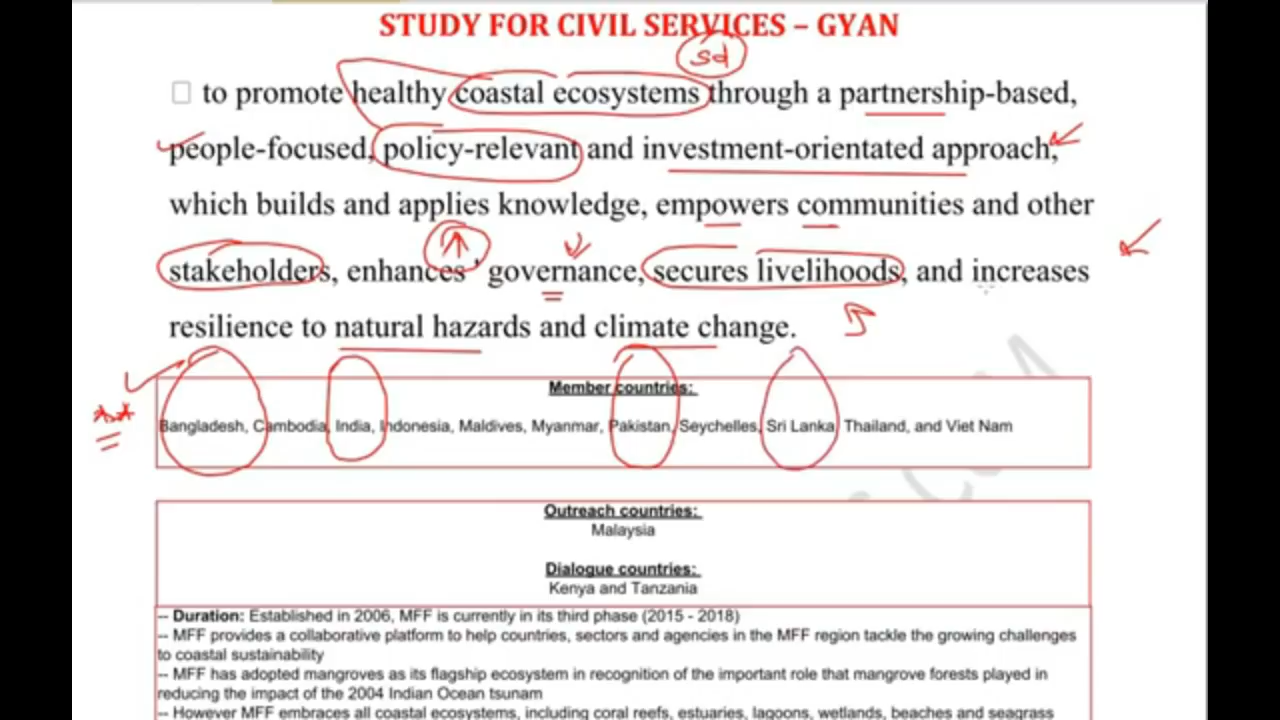 STUDY FOR CIVIL SERVICES – GYAN
sd
to promote healthy coastal ecosystems through a partnership-based,
people-focused, policy-relevant and investment-orientated approach,
which builds and applies knowledge, empowers communities and other
stakeholders, enhances ' governance, secures livelihoods, and increases
resilience to natural hazards and climate change.
Member countries:
Bangladesh, Cambodia, India, Indonesia, Maldives, Myanmar, Pakistan, Seychelles, Sri Lanka, Thailand, and Viet Nam
Outreach countries:
Malaysia
Dialogue countries:
Kenya and Tanzania
-- Duration: Established in 2006, MFF is currently in its third phase (2015 - 2018)
-- MFF provides a collaborative platform to help countries, sectors and agencies in the MFF region tackle the growing challenges
to coastal sustainability
-- MFF has adopted mangroves as its flagship ecosystem in recognition of the important role that mangrove forests played in
reducing the impact of the 2004 Indian Ocean tsunam
-- However MFF embraces all coastal ecosystems, including coral reefs, estuaries, lagoons, wetlands, beaches and seagrass